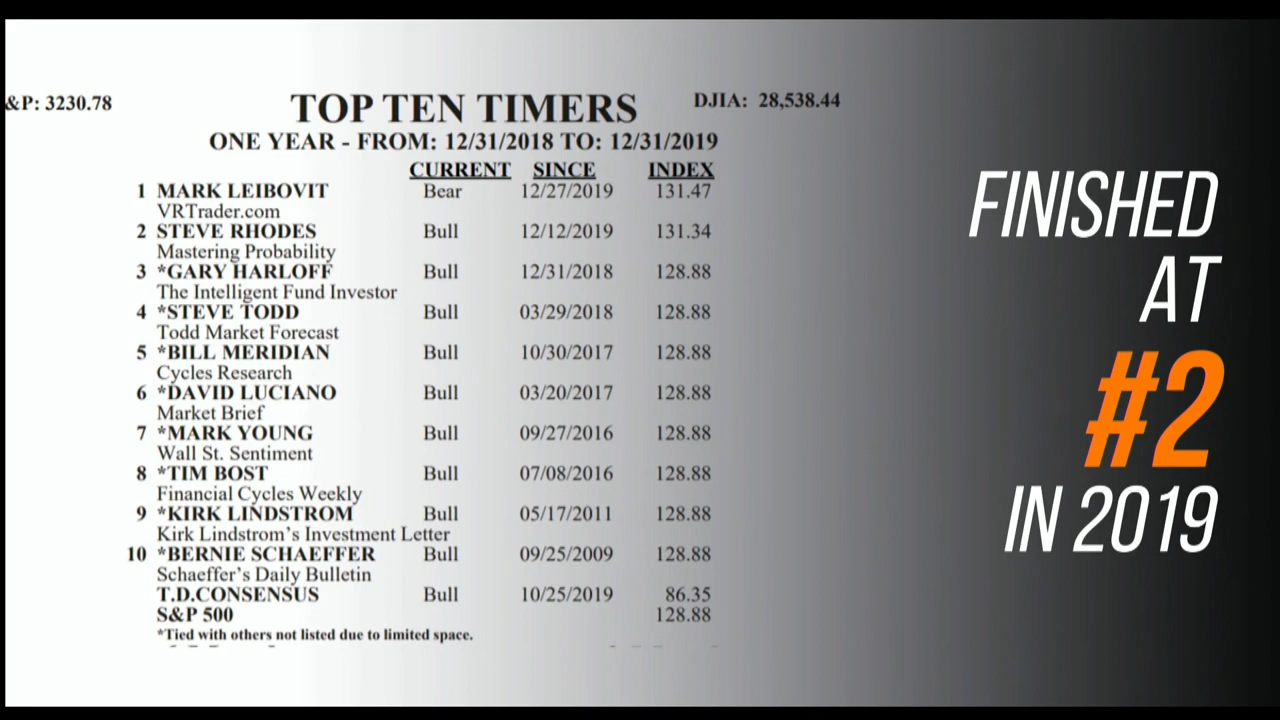 &P: 3230.78
TOP TEN TIMERS
DJIA: 28,538.44
ONE YEAR - FROM: 12/31/2018 TO: 12/31/2019
CURRENT SINCE INDEX
1 MARK LEIBOVIT Bear 12/27/2019 131.47
VRTrader.com
2 STEVE RHODES Bull 12/12/2019 131.34
Mastering Probability
3 *GARY HARLOFF Bull 12/31/2018 128.88
The Intelligent Fund Investor
4 *STEVE TODD Bull 03/29/2018 128.88
Todd Market Forecast
5 *BILL MERIDIAN Bull 10/30/2017 128.88
Cycles Research
6 *DAVID LUCIANO Bull 03/20/2017 128.88
Market Brief
7 *MARK YOUNG Bull 09/27/2016 128.88
Wall St. Sentiment
8 *TIM BOST Bull 07/08/2016 128.88
Financial Cycles Weekly
9 *KIRK LINDSTROM Bull 05/17/2011 128.88
Kirk Lindstrom's Investment Letter
10 *BERNIE SCHAEFFER Bull 09/25/2009 128.88
Schaeffer's Daily Bulletin
T.D.CONSENSUS Bull 10/25/2019 86.35
S&P 500 128.88
*Tied with others not listed due to limited space.
FINISHED
AT
#2
IN 2019